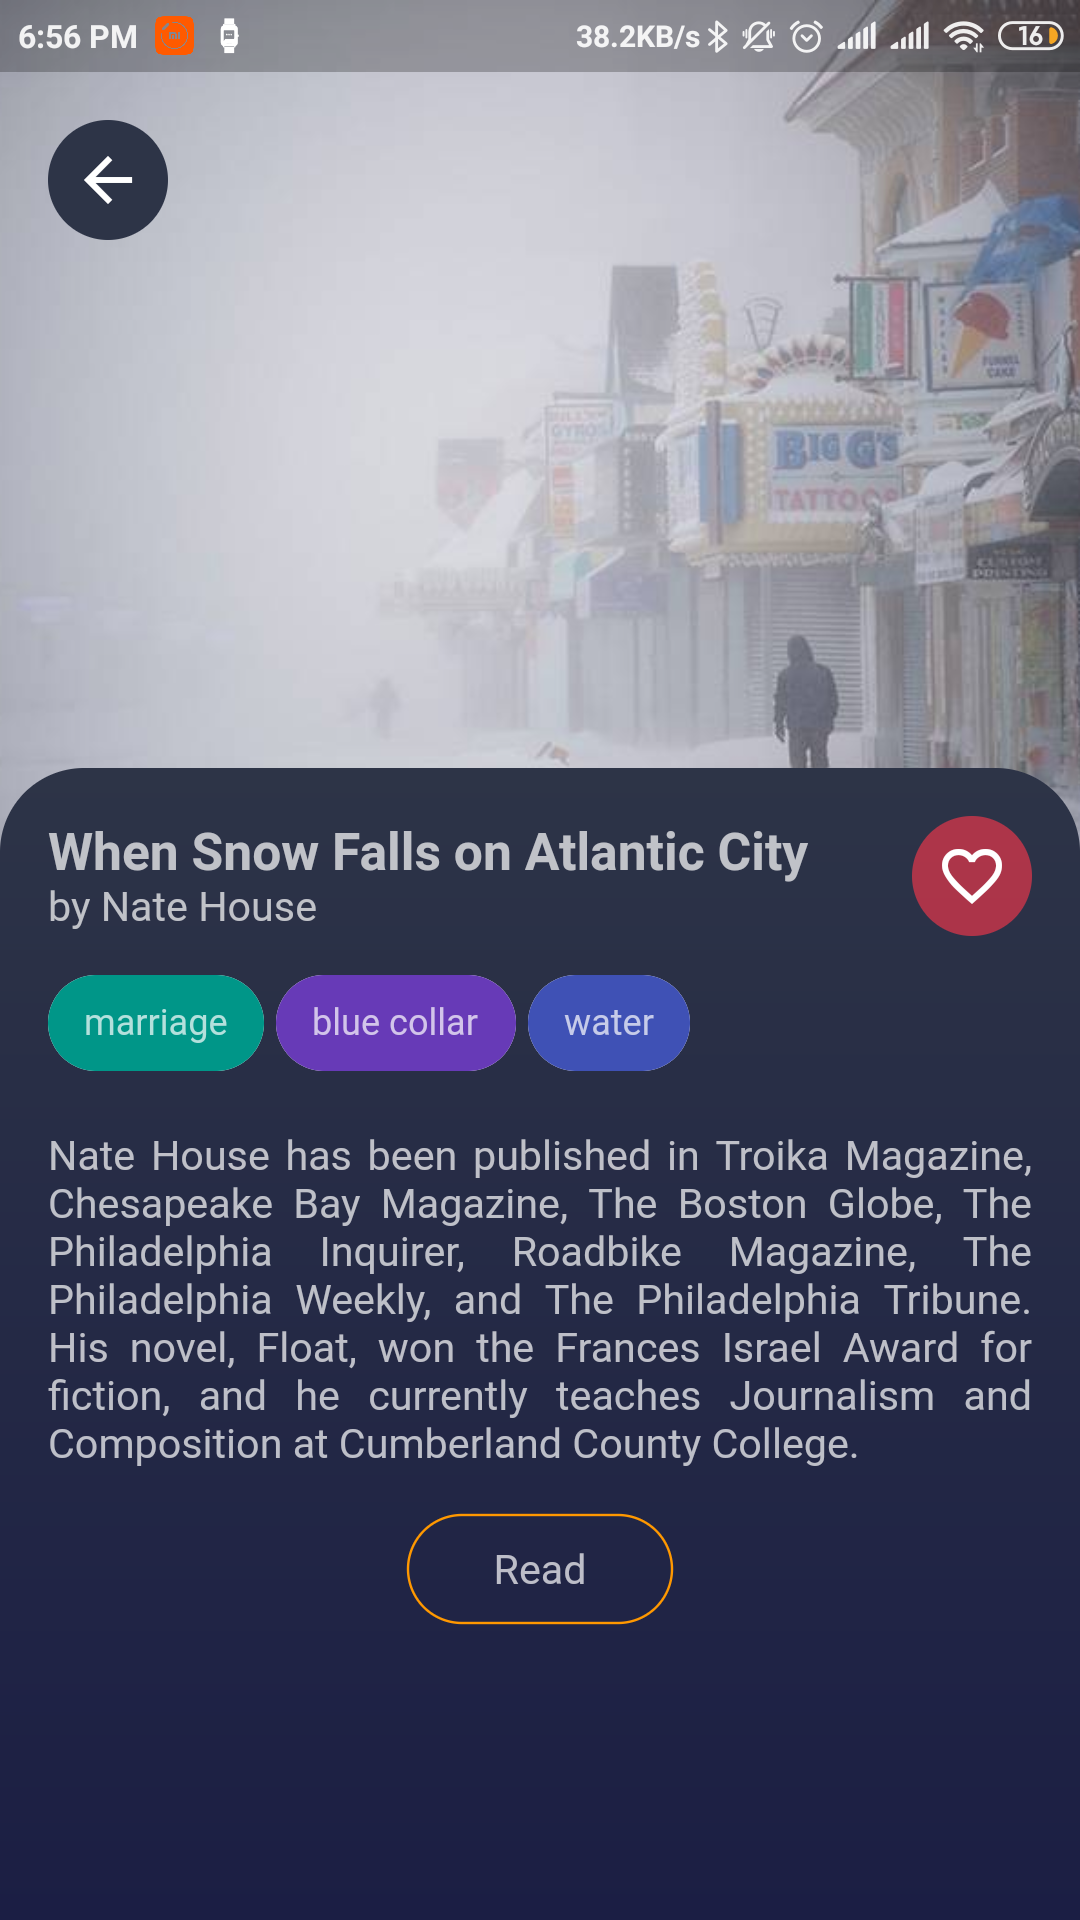 6:56 PM
38.2KB/s
16
FUNNEL
CAKE
BIG G'S
TATTOOS
CUSTOM
PRINTING
When Snow Falls on Atlantic City
by Nate House
marriage
blue collar
water
Nate House has been published in Troika Magazine,
Chesapeake Bay Magazine, The Boston Globe, The
Philadelphia Inquirer, Roadbike Magazine, The
Philadelphia Weekly, and The Philadelphia Tribune.
His novel, Float, won the Frances Israel Award for
fiction, and he currently teaches Journalism and
Composition at Cumberland County College.
Read